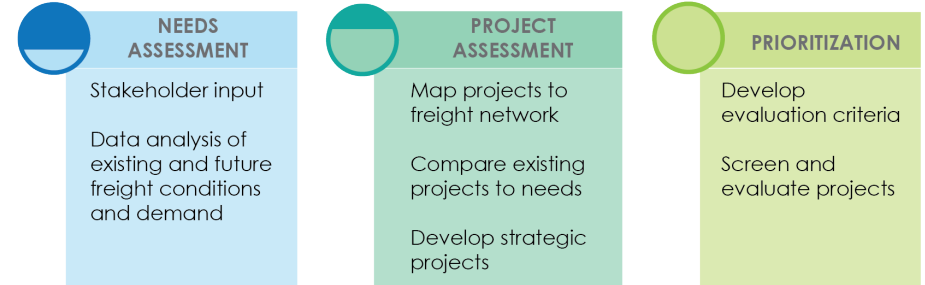 NEEDS
ASSESSMENT
Stakeholder input
Data analysis of
existing and future
freight conditions
and demand
PROJECT
ASSESSMENT
Map projects to
freight network
Compare existing
projects to needs
Develop strategic
projects
PRIORITIZATION
Develop
evaluation criteria
Screen and
evaluate projects